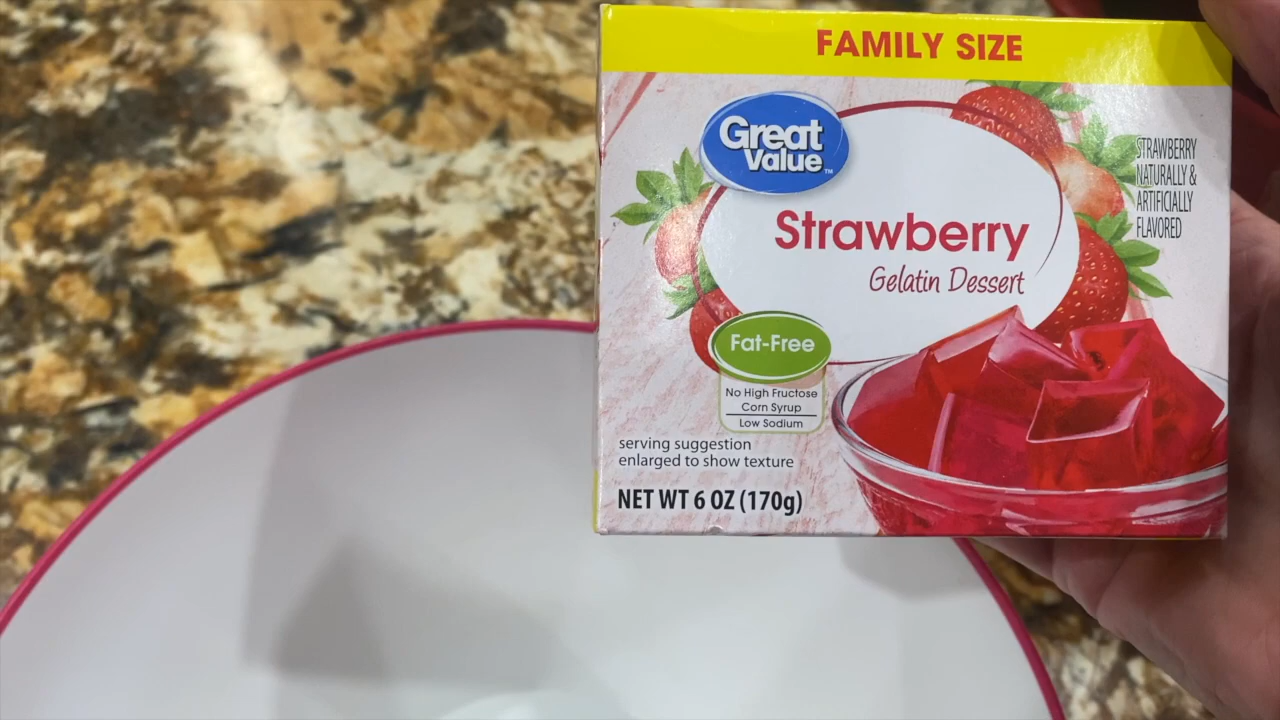 FAMILY SIZE
Great
Value™
STRAWBERRY
NATURALLY &
ARTIFICIALLY
FLAVORED
Strawberry
Gelatin Dessert
Fat-Free
No High Fructose
Corn Syrup
Low Sodium
serving suggestion
enlarged to show texture
NET WT 6 OZ (170g)